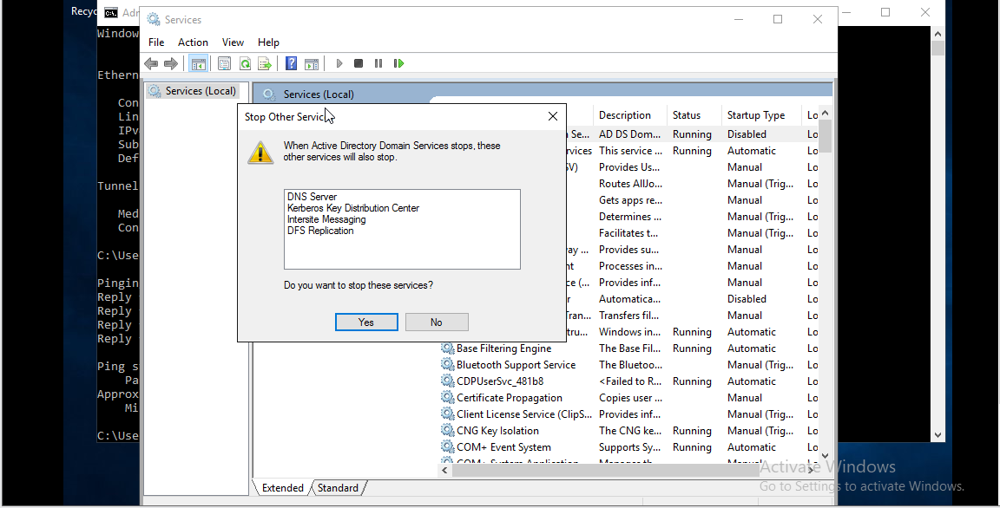 Recyc
Adr
Services
File Action View Help
Window
Ethern
Con
Lin
IPv
Sub
Def
Tunnel
Med
Con
C:\Use
Pingin
Reply
Reply
Reply
Reply
Ping s
Pa
Approx
Mi
C:\Use
Services (Local)
Services (Local)
Stop Other Servic
When Active Directory Domain Services stops, these
other services will also stop.
DNS Server
Kerberos Key Distribution Center
Intersite Messaging
DFS Replication
Do you want to stop these services?
Yes No
Description Status Startup Type Lo
Se... AD DS Dom... Running Disabled Lo
rvices This service ... Running Automatic Lo
SV) Provides Us... Manual Lo
Routes AllJo... Manual (Trig... Lo
Gets apps re... Manual Lo
Determines ... Manual (Trig... Lo
Facilitates t... Manual (Trig... Lo
ay ... Provides su... Manual Lo
nt Processes in... Manual Lo
ce (... Provides inf... Manual Lo
r Automatica... Disabled Lo
Tran... Transfers fil... Manual Lo
tru... Windows in... Running Automatic Lo
Base Filtering Engine The Base Fil... Running Automatic Lo
Bluetooth Support Service The Bluetoo... Manual (Trig... Lo
CDPUserSvc_481b8 <Failed to R... Running Automatic Lo
Certificate Propagation Copies user ... Manual Lo
Client License Service (ClipS... Provides inf... Manual (Trig... Lo
CNG Key Isolation The CNG ke... Running Manual (Trig... Lo
COM+ Event System Supports Sy... Running Automatic Lo
Extended Standard
Activate Windows
Go to Settings to activate Windows.